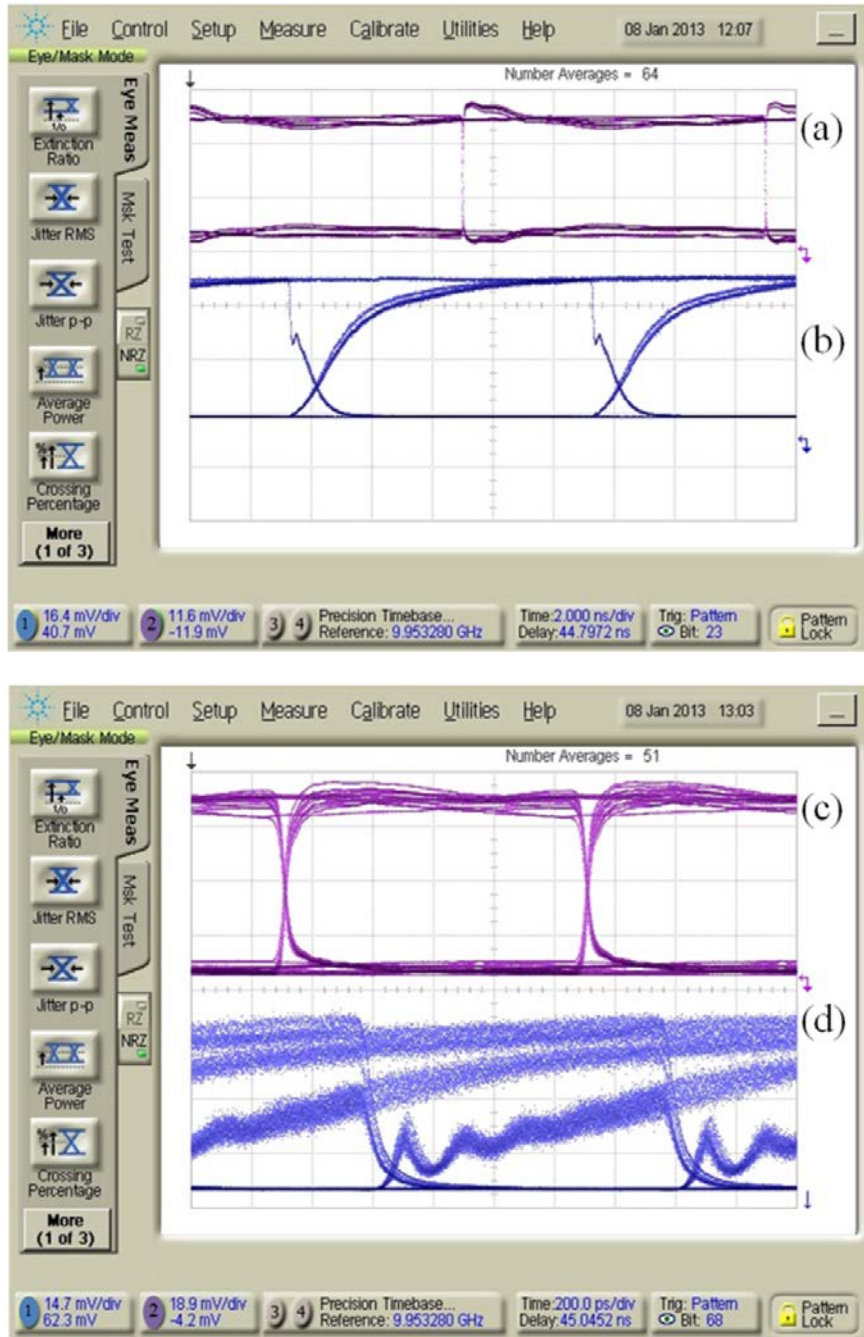 File Control Setup Measure Calibrate Utilities Help 08 Jan 2013 12:07
Eye/Mask Mode
Number Averages = 64
Eye Meas
Msk Test
Extinction
Ratio
Jitter RMS
Jitter p-p
RZ
NRZ
Average
Power
Crossing
Percentage
More
(1 of 3)
(a)
(b)
1 16.4 mV/div
40.7 mV
2 11.6 mV/div
-11.9 mV
3 4 Precision Timebase...
Reference: 9.953280 GHz
Time:2.000 ns/div
Delay:44.7972 ns
Trig: Pattern
Bit: 23
Pattern
Lock
File Control Setup Measure Calibrate Utilities Help 08 Jan 2013 13:03
Eye/Mask Mode
Number Averages = 51
Eye Meas
Msk Test
Extinction
Ratio
Jitter RMS
Jitter p-p
RZ
NRZ
Average
Power
Crossing
Percentage
More
(1 of 3)
(c)
(d)
1 14.7 mV/div
62.3 mV
2 18.9 mV/div
-4.2 mV
3 4 Precision Timebase...
Reference: 9.953280 GHz
Time:200.0 ps/div
Delay:45.0452 ns
Trig: Pattern
Bit: 68
Pattern
Lock